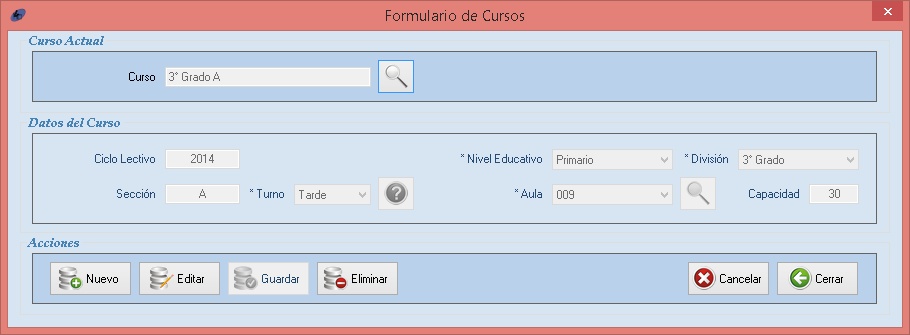 Formulario de Cursos
Curso Actual
Curso 3° Grado A
Datos del Curso
Ciclo Lectivo 2014 * Nivel Educativo Primario * División 3° Grado
Sección A * Turno Tarde * Aula 009 Capacidad 30
Acciones
Nuevo Editar Guardar Eliminar Cancelar Cerrar